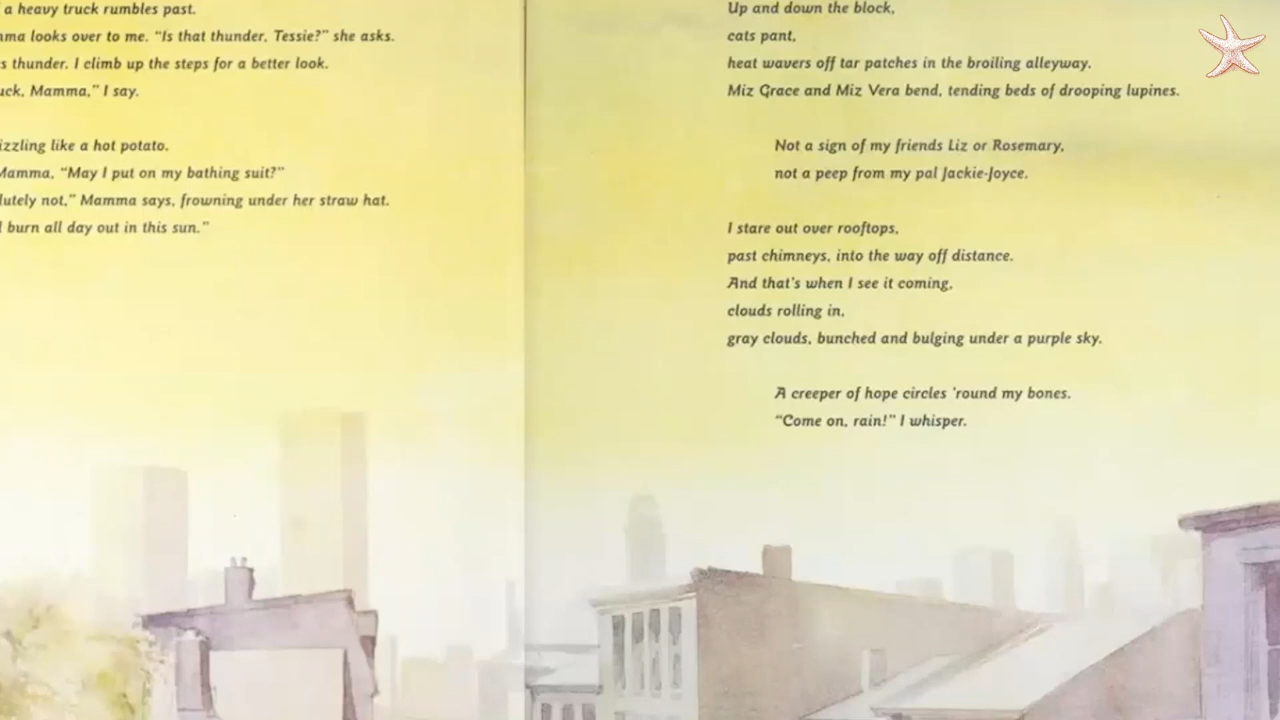 a heavy truck rumbles past.
looks over to me. “Is that thunder, Tessie?” she asks.
thunder. I climb up the steps for a better look.
Mamma,” I say.
like a hot potato.
Mamma, “May I put on my bathing suit?”
not,” Mamma says, frowning under her straw hat.
burn all day out in this sun.”
Up and down the block,
cats pant,
heat wavers off tar patches in the broiling alleyway.
Miz Grace and Miz Vera bend, tending beds of drooping lupines.
Not a sign of my friends Liz or Rosemary,
not a peep from my pal Jackie-Joyce.
I stare out over rooftops,
past chimneys, into the way off distance.
And that’s when I see it coming,
clouds rolling in,
gray clouds, bunched and bulging under a purple sky.
A creeper of hope circles ’round my bones.
“Come on, rain!” I whisper.